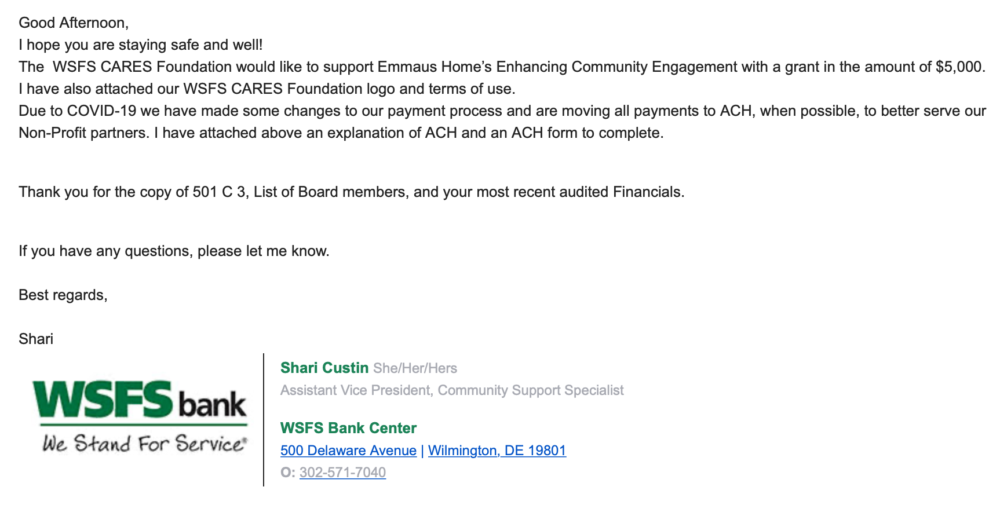 Good Afternoon,
I hope you are staying safe and well!
The  WSFS CARES Foundation would like to support Emmaus Home’s Enhancing Community Engagement with a grant in the amount of $5,000.
I have also attached our WSFS CARES Foundation logo and terms of use.
Due to COVID-19 we have made some changes to our payment process and are moving all payments to ACH, when possible, to better serve our
Non-Profit partners. I have attached above an explanation of ACH and an ACH form to complete.
Thank you for the copy of 501 C 3, List of Board members, and your most recent audited Financials.
If you have any questions, please let me know.
Best regards,
Shari
WSFS bank
We Stand For Service®
Shari Custin She/Her/Hers
Assistant Vice President, Community Support Specialist
WSFS Bank Center
500 Delaware Avenue | Wilmington, DE 19801
O: 302-571-7040